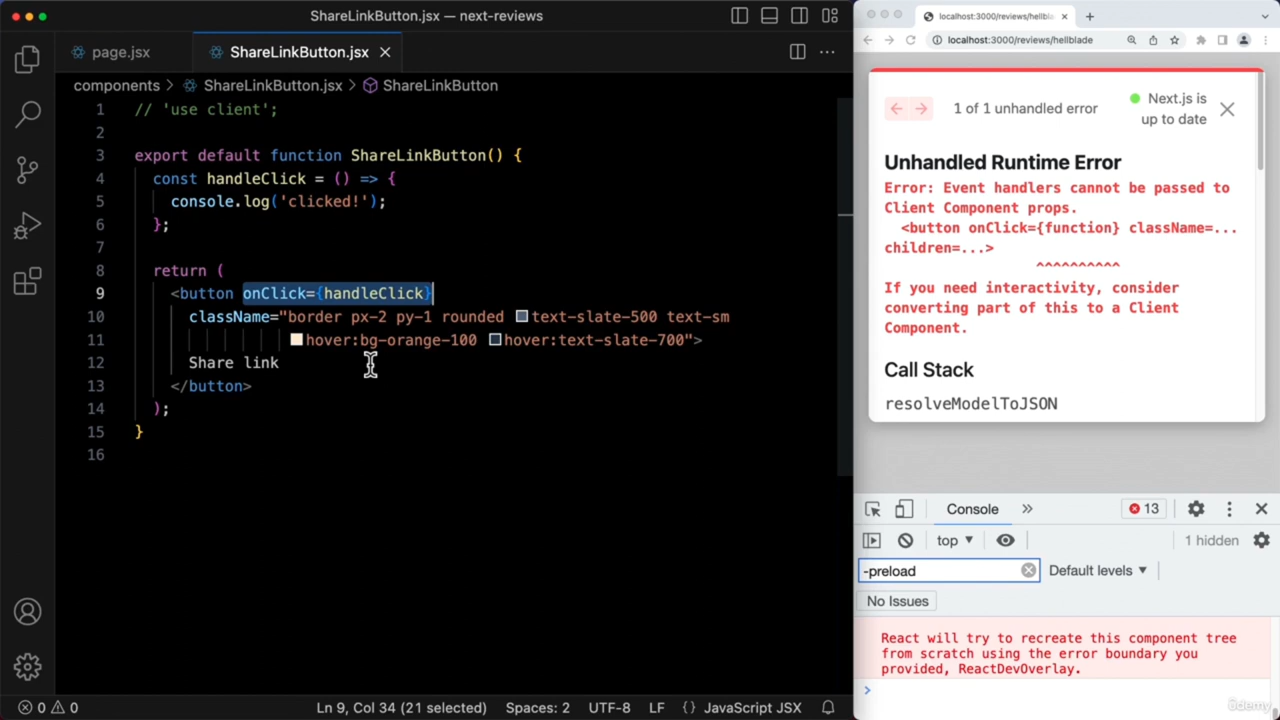 ShareLinkButton.jsx — next-reviews
page.jsx
ShareLinkButton.jsx
components > ShareLinkButton.jsx > ShareLinkButton
1 // 'use client';
2
3 export default function ShareLinkButton() {
4 const handleClick = () => {
5 console.log('clicked!');
6 };
7
8 return (
9 <button onClick={handleClick}
10 className="border px-2 py-1 rounded text-slate-500 text-sm
11 hover:bg-orange-100 hover:text-slate-700">
12 Share link
13 </button>
14 );
15 }
16
0 0
Ln 9, Col 34 (21 selected)
Spaces: 2
UTF-8
LF
{} JavaScript JSX
localhost:3000/reviews/hellbla
localhost:3000/reviews/hellblade
1 of 1 unhandled error
Next.js is
up to date
Unhandled Runtime Error
Error: Event handlers cannot be passed to
Client Component props.
<button onClick={function} className=...
children=...>
^^^^^^^^^^
If you need interactivity, consider
converting part of this to a Client
Component.
Call Stack
resolveModelToJSON
Console
13
top
1 hidden
-preload
Default levels
No Issues
React will try to recreate this component tree
from scratch using the error boundary you
provided, ReactDevOverlay.
ûdemy